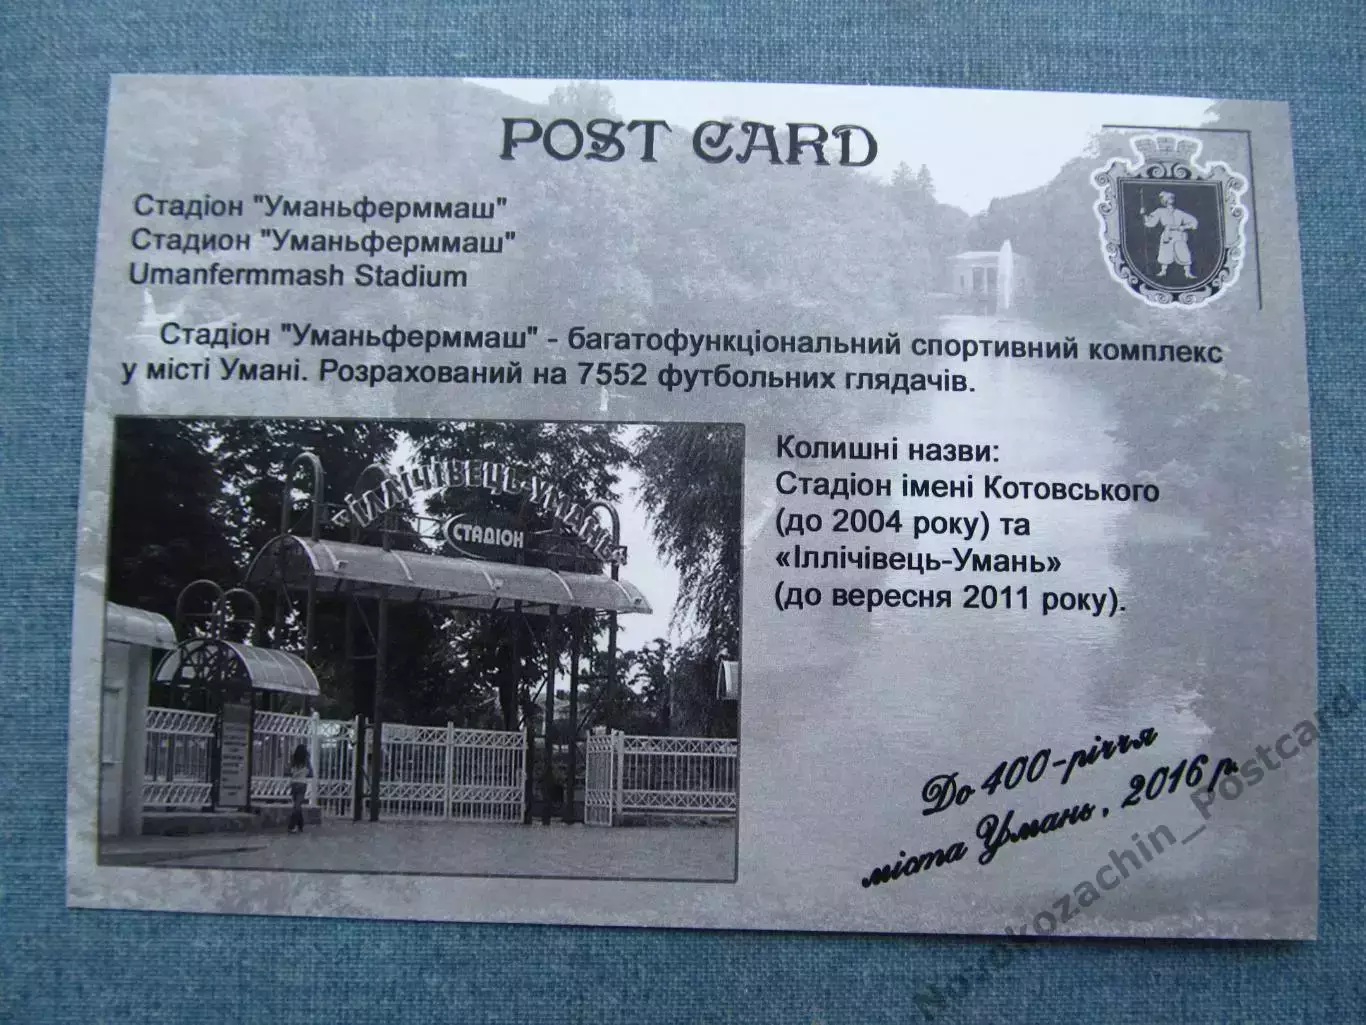 POST CARD
Стадіон "Уманьферммаш"
Стадион "Уманьферммаш"
Umanfermmash Stadium
Стадіон "Уманьферммаш" - багатофункціональний спортивний комплекс
у місті Умані. Розрахований на 7552 футбольних глядачів.
«ІЛЛІЧІВЕЦЬ-УМАНЬ»
СТАДІОН
Колишні назви:
Стадіон імені Котовського
(до 2004 року) та
«Іллічівець-Умань»
(до вересня 2011 року).
До 400-річчя
міста Умань, 2016 р.
Norokozachin_Postcard